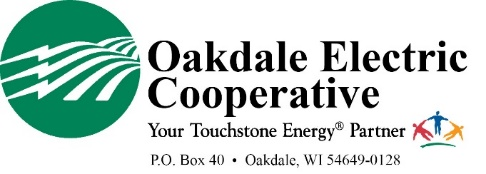 Oakdale Electric
Cooperative
Your Touchstone Energy® Partner
P.O. Box 40 • Oakdale, WI 54649-0128